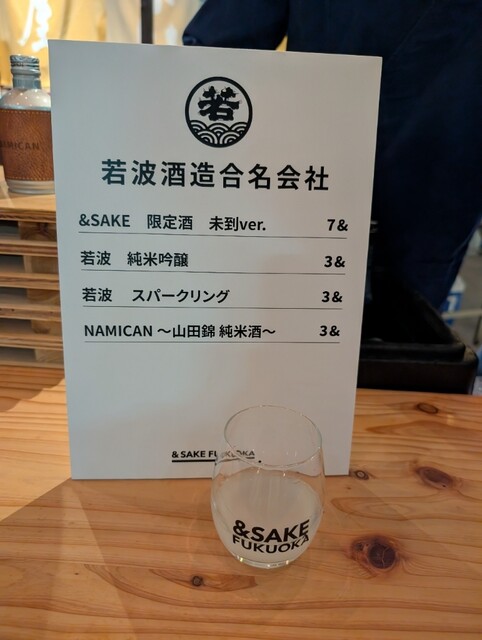 若
若波酒造合名会社
&SAKE 限定酒 未到ver. 7&
若波 純米吟醸 3&
若波 スパークリング 3&
NAMICAN ～山田錦 純米酒～ 3&
& SAKE FUKUOKA
&SAKE
FUKUOKA